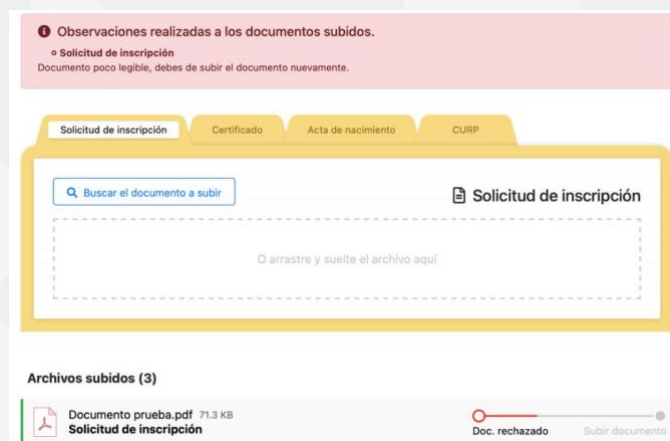 Observaciones realizadas a los documentos subidos.
Solicitud de inscripción
Documento poco legible, debes de subir el documento nuevamente.
Solicitud de inscripción
Certificado
Acta de nacimiento
CURP
Buscar el documento a subir
Solicitud de inscripción
O arrastre y suelte el archivo aquí
Archivos subidos (3)
Documento prueba.pdf 71.3 KB
Solicitud de inscripción
Doc. rechazado
Subir documento